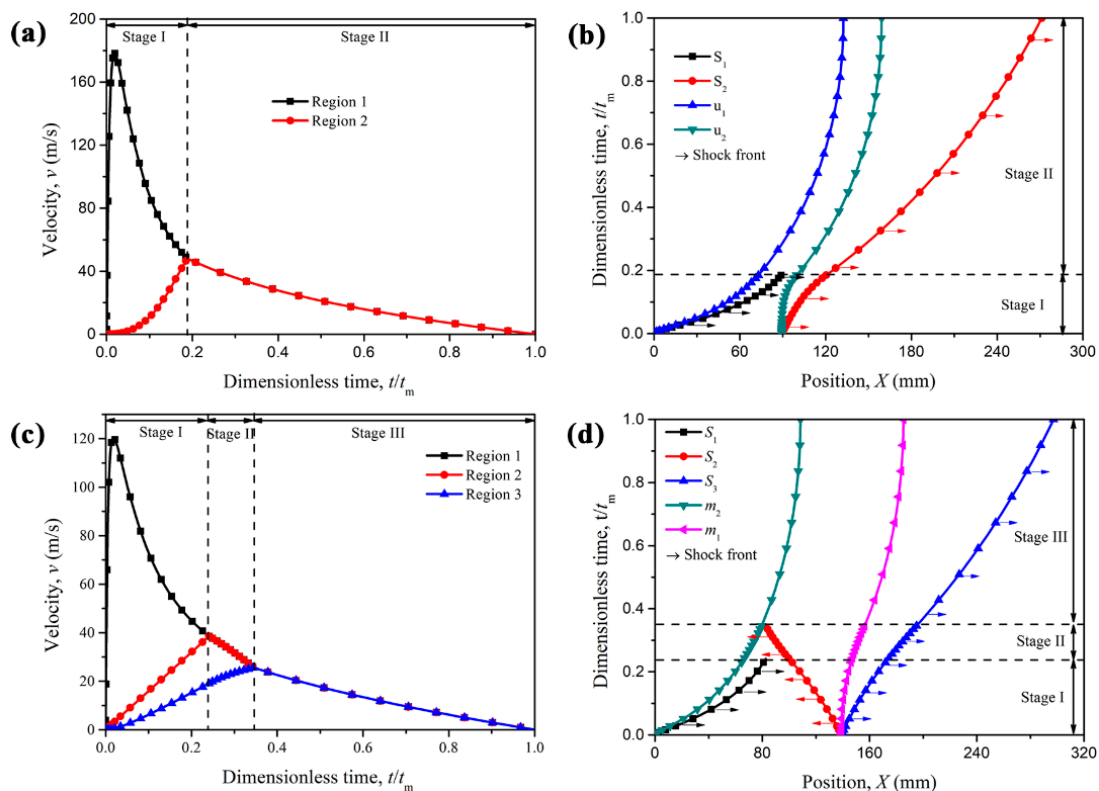 (a)
Stage I
Stage II
Region 1
Region 2
Velocity, v (m/s)
200
160
120
80
40
0
0.0 0.2 0.4 0.6 0.8 1.0
Dimensionless time, t/tm
(b)
S1
S2
u1
u2
→ Shock front
Stage II
Stage I
Dimensionless time, t/tm
1.0
0.8
0.6
0.4
0.2
0.0
0 60 120 180 240 300
Position, X (mm)
(c)
Stage I
Stage II
Stage III
Region 1
Region 2
Region 3
Velocity, v (m/s)
120
100
80
60
40
20
0
0.0 0.2 0.4 0.6 0.8 1.0
Dimensionless time, t/tm
(d)
S1
S2
S3
m2
m1
→ Shock front
Stage III
Stage II
Stage I
Dimensionless time, t/tm
1.0
0.8
0.6
0.4
0.2
0.0
0 80 160 240 312
Position, X (mm)